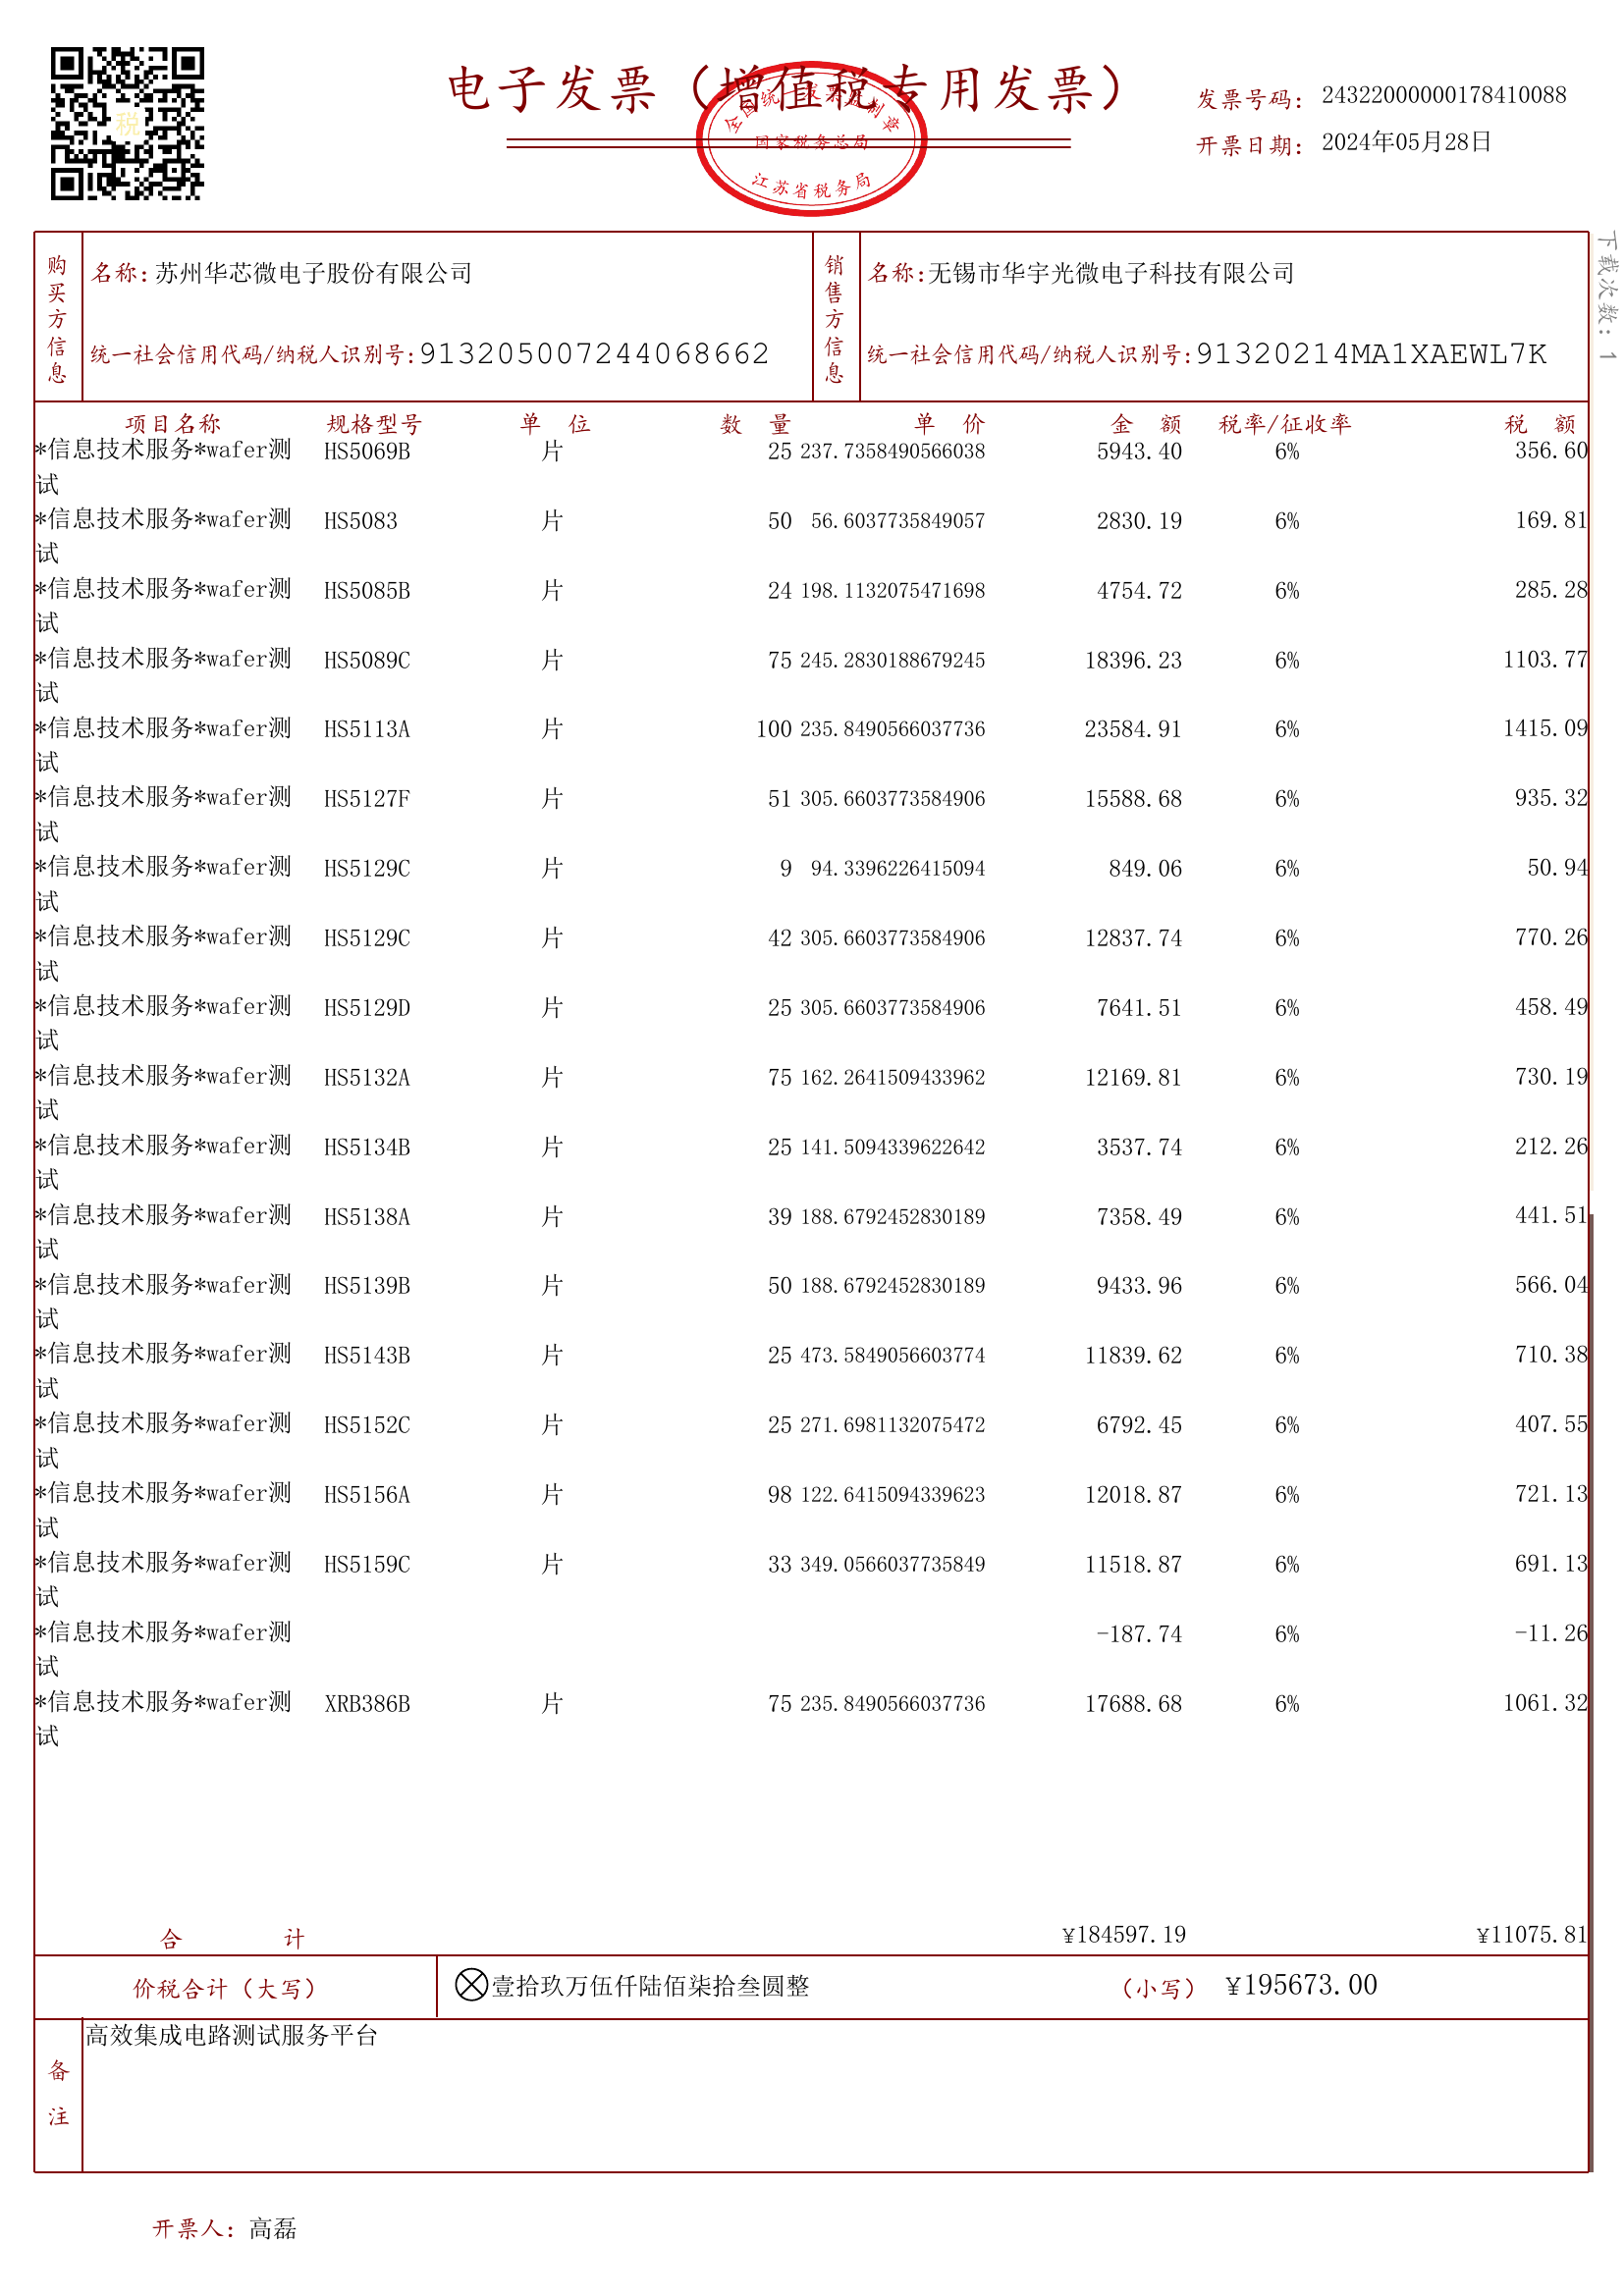 电子发票（增值税专用发票）
全国统一发票监制章
国家税务总局
江苏省税务局
税
发票号码：24322000000178410088
开票日期：2024年05月28日
下载次数：1
购买方信息
名称：苏州华芯微电子股份有限公司
统一社会信用代码/纳税人识别号：913205007244068662
销售方信息
名称：无锡市华宇光微电子科技有限公司
统一社会信用代码/纳税人识别号：91320214MA1XAEWL7K
项目名称 规格型号 单 位 数 量 单 价 金 额 税率/征收率 税 额
*信息技术服务*wafer测 HS5069B 片 25 237.7358490566038 5943.40 6% 356.60
试
*信息技术服务*wafer测 HS5083 片 50 56.6037735849057 2830.19 6% 169.81
试
*信息技术服务*wafer测 HS5085B 片 24 198.1132075471698 4754.72 6% 285.28
试
*信息技术服务*wafer测 HS5089C 片 75 245.2830188679245 18396.23 6% 1103.77
试
*信息技术服务*wafer测 HS5113A 片 100 235.8490566037736 23584.91 6% 1415.09
试
*信息技术服务*wafer测 HS5127F 片 51 305.6603773584906 15588.68 6% 935.32
试
*信息技术服务*wafer测 HS5129C 片 9 94.3396226415094 849.06 6% 50.94
试
*信息技术服务*wafer测 HS5129C 片 42 305.6603773584906 12837.74 6% 770.26
试
*信息技术服务*wafer测 HS5129D 片 25 305.6603773584906 7641.51 6% 458.49
试
*信息技术服务*wafer测 HS5132A 片 75 162.2641509433962 12169.81 6% 730.19
试
*信息技术服务*wafer测 HS5134B 片 25 141.5094339622642 3537.74 6% 212.26
试
*信息技术服务*wafer测 HS5138A 片 39 188.6792452830189 7358.49 6% 441.51
试
*信息技术服务*wafer测 HS5139B 片 50 188.6792452830189 9433.96 6% 566.04
试
*信息技术服务*wafer测 HS5143B 片 25 473.5849056603774 11839.62 6% 710.38
试
*信息技术服务*wafer测 HS5152C 片 25 271.6981132075472 6792.45 6% 407.55
试
*信息技术服务*wafer测 HS5156A 片 98 122.6415094339623 12018.87 6% 721.13
试
*信息技术服务*wafer测 HS5159C 片 33 349.0566037735849 11518.87 6% 691.13
试
*信息技术服务*wafer测 -187.74 6% -11.26
试
*信息技术服务*wafer测 XRB386B 片 75 235.8490566037736 17688.68 6% 1061.32
试
合 计 ¥184597.19 ¥11075.81
价税合计（大写） 壹拾玖万伍仟陆佰柒拾叁圆整 （小写） ¥195673.00
备注
高效集成电路测试服务平台
开票人：高磊